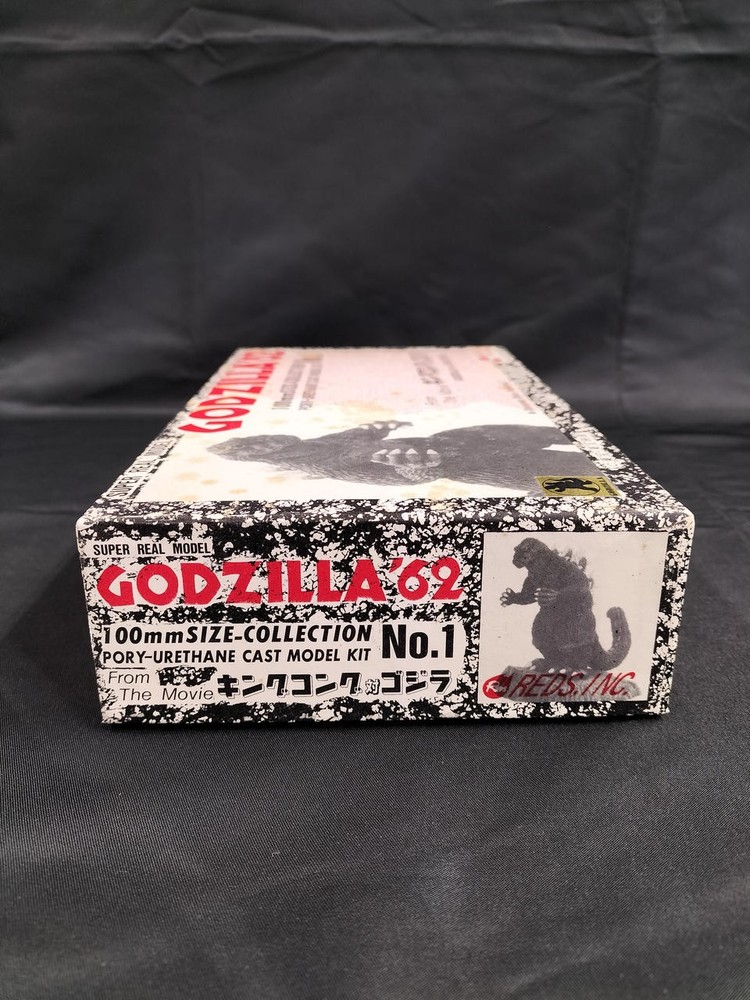 GODZILLA'62
SUPER REAL MODEL
GODZILLA'62
100mmSIZE-COLLECTION
PORY-URETHANE CAST MODEL KIT
No.1
From
The Movie キングコング対ゴジラ
REDS.INC.